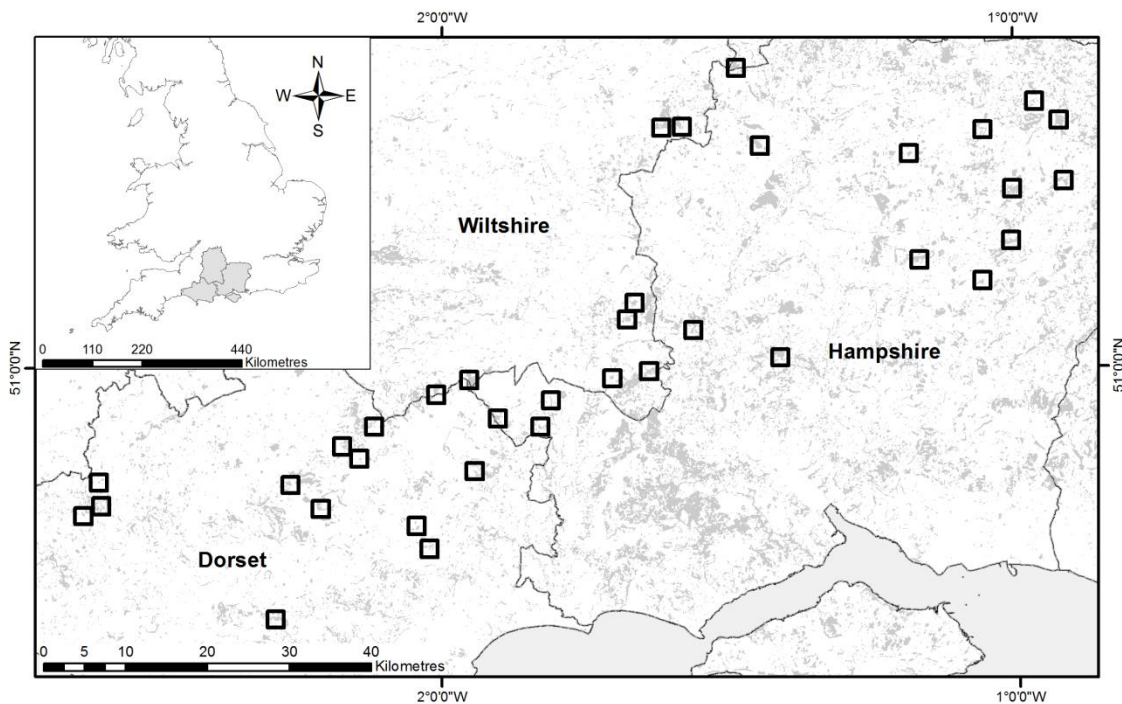 2°0'0"W 1°0'0"W
N
W E
S
Wiltshire
0 110 220 440
Kilometres
51°0'0"N 51°0'0"N
Hampshire
Dorset
0 5 10 20 30 40
Kilometres
2°0'0"W 1°0'0"W